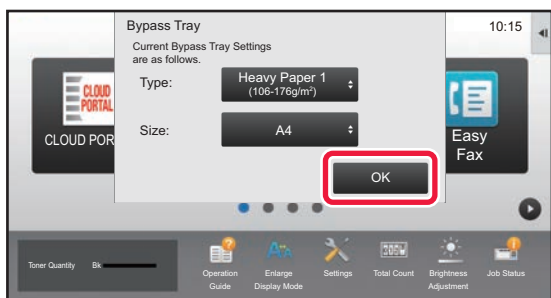 Bypass Tray
10:15
Current Bypass Tray Settings
are as follows.
Type:
Heavy Paper 1
(106-176g/m²)
Size:
A4
OK
CLOUD
PORTAL
CLOUD POR
Easy
Fax
Toner Quantity
Bk
Operation
Guide
Enlarge
Display Mode
Settings
Total Count
Brightness
Adjustment
Job Status